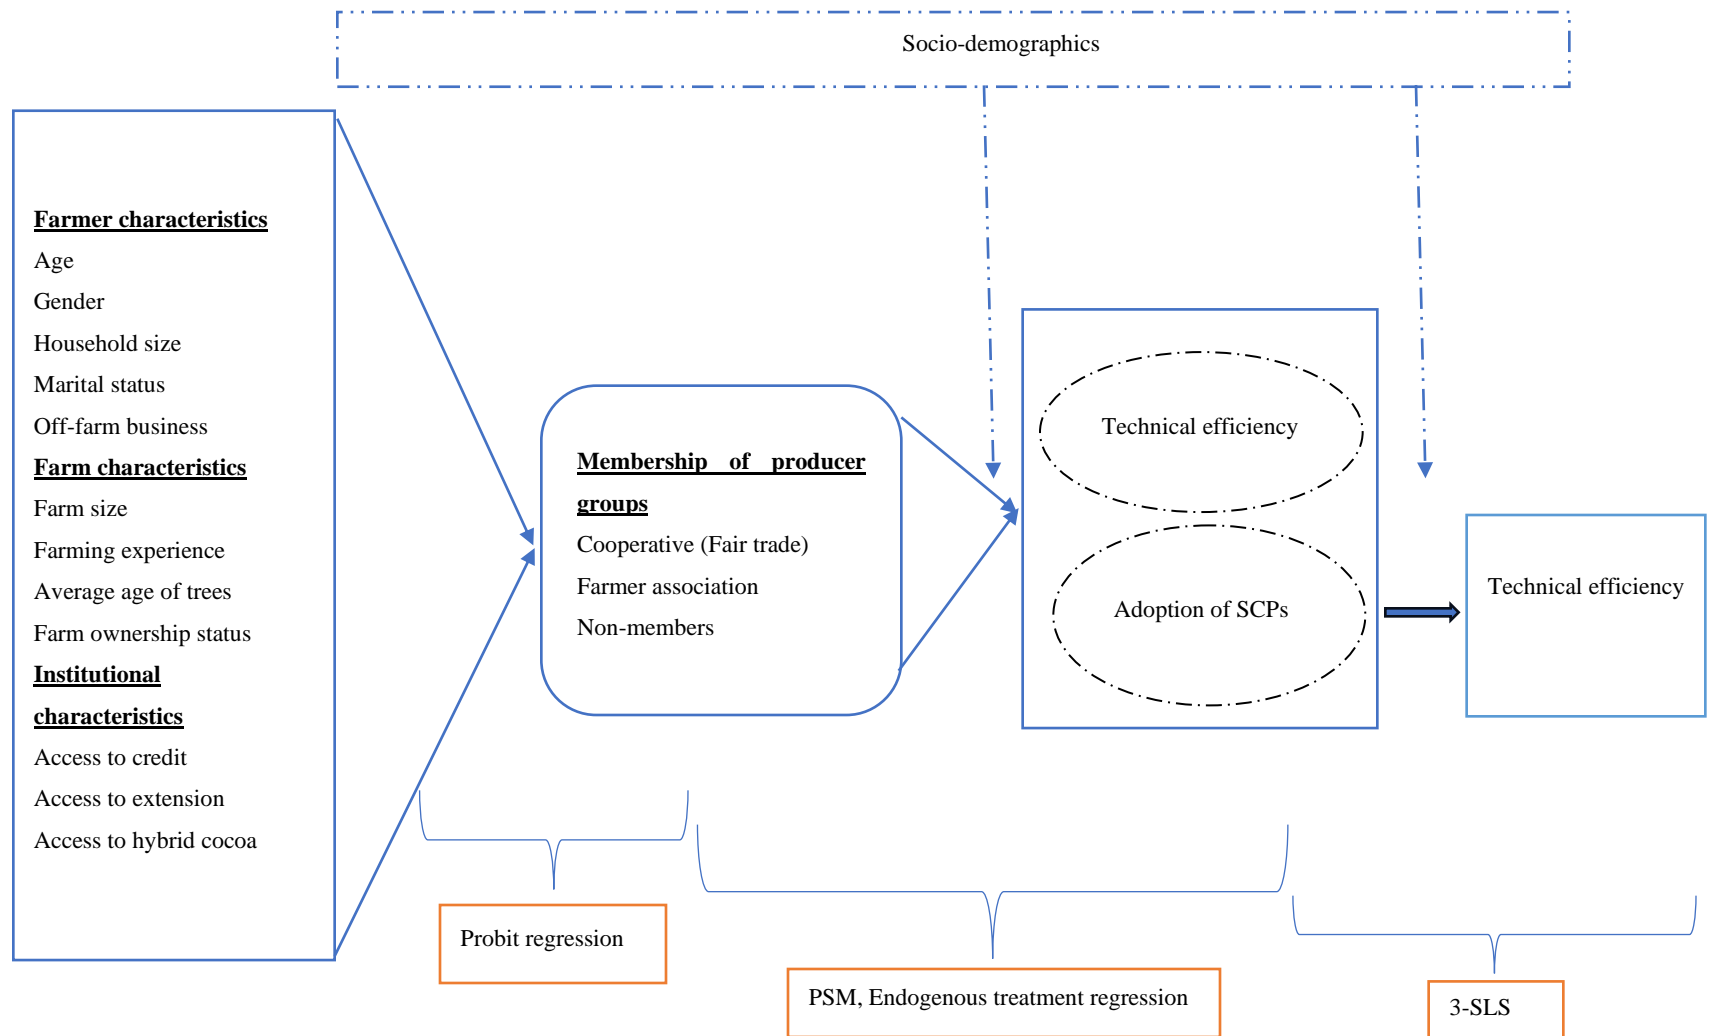 Socio-demographics
Farmer characteristics
Age
Gender
Household size
Marital status
Off-farm business
Farm characteristics
Farm size
Farming experience
Average age of trees
Farm ownership status
Institutional
characteristics
Access to credit
Access to extension
Access to hybrid cocoa
Membership of producer
groups
Cooperative (Fair trade)
Farmer association
Non-members
Technical efficiency
Adoption of SCPs
Technical efficiency
Probit regression
PSM, Endogenous treatment regression
3-SLS